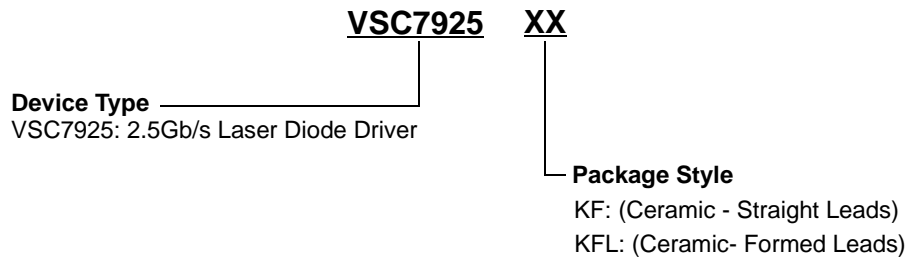 VSC7925 XX
Device Type
VSC7925: 2.5Gb/s Laser Diode Driver
Package Style
KF: (Ceramic - Straight Leads)
KFL: (Ceramic- Formed Leads)